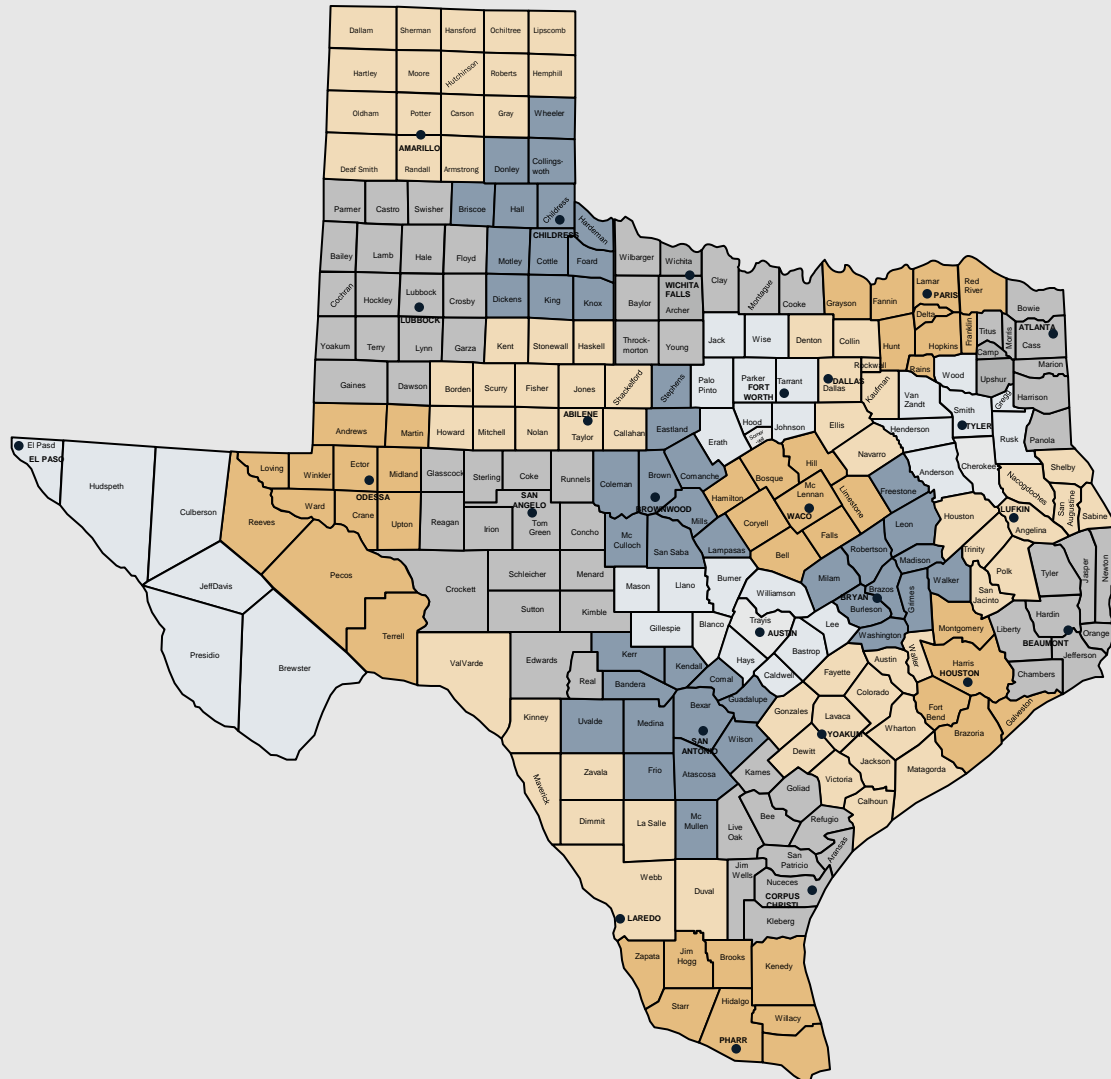 Dallam
Sherman
Hansford
Ochiltree
Lipscomb
Hartley
Moore
Hutchinson
Roberts
Hemphill
Oldham
Potter
Carson
Gray
Wheeler
AMARILLO
Deaf Smith
Randall
Armstrong
Donley
Collings-
woth
Parmer
Castro
Swisher
Briscoe
Hall
Childress
CHILDRESS
Hardeman
Bailey
Lamb
Hale
Floyd
Motley
Cottle
Foard
Wilbarger
Wichita
WICHITA
FALLS
Clay
Montague
Cooke
Grayson
Fannin
Lamar
PARIS
Red
River
Bowie
Cochran
Hockley
Lubbock
LUBBOCK
Crosby
Dickens
King
Knox
Baylor
Archer
Delta
Hopkins
Franklin
Titus
Morris
ATLANTA
Cass
Camp
Yoakum
Terry
Lynn
Garza
Kent
Stonewall
Haskell
Throck-
morton
Young
Jack
Wise
Denton
Collin
Hunt
Rockwall
Rains
Wood
Upshur
Marion
Gaines
Dawson
Borden
Scurry
Fisher
Jones
Shackelford
Stephens
Palo
Pinto
Parker
FORT
WORTH
Tarrant
DALLAS
Dallas
Kaufman
Van
Zandt
Smith
TYLER
Gregg
Harrison
Andrews
Martin
Howard
Mitchell
Nolan
ABILENE
Taylor
Callahan
Eastland
Erath
Hood
Johnson
Ellis
Navarro
Henderson
Rusk
Panola
El Pasd
EL PASO
Hudspeth
Culberson
Loving
Winkler
Ector
Midland
ODESSA
Glasscock
Sterling
Coke
Runnels
Coleman
Brown
BROWNWOOD
Comanche
Hamilton
Bosque
Hill
Mc
Lennan
WACO
Limestone
Freestone
Anderson
Cherokee
Nacogdoches
Shelby
San
Augustine
Sabine
Reeves
Ward
Crane
Upton
Reagan
SAN
ANGELO
Irion
Tom
Green
Concho
Mc
Culloch
San Saba
Mills
Lampasas
Coryell
Bell
Falls
Robertson
Leon
Houston
LUFKIN
Angelina
Trinity
Polk
Tyler
Jasper
Newton
JeffDavis
Pecos
Crockett
Schleicher
Menard
Mason
Llano
Burner
Williamson
Milam
Madison
Brazos
BRYAN
Burleson
Grimes
Walker
San
Jacinto
Hardin
BEAUMONT
Orange
Jefferson
Presidio
Brewster
Terrell
ValVarde
Sutton
Kimble
Gillespie
Blanco
Travis
AUSTIN
Lee
Bastrop
Washington
Montgomery
Liberty
Chambers
Edwards
Real
Kerr
Bandera
Kendall
Comal
Hays
Caldwell
Guadalupe
Fayette
Austin
Waller
Harris
HOUSTON
Galveston
Kinney
Uvalde
Medina
Bexar
SAN
ANTONIO
Wilson
Gonzales
Lavaca
YOAKUM
Colorado
Wharton
Fort
Bend
Brazoria
Maverick
Zavala
Frio
Atascosa
Karnes
Dewitt
Jackson
Victoria
Matagorda
Dimmit
La Salle
Mc
Mullen
Live
Oak
Bee
Goliad
Refugio
Calhoun
Aransas
San
Patricio
Webb
LAREDO
Duval
Jim
Wells
Nuceces
CORPUS
CHRISTI
Kleberg
Zapata
Jim
Hogg
Brooks
Kenedy
Starr
Hidalgo
Willacy
PHARR